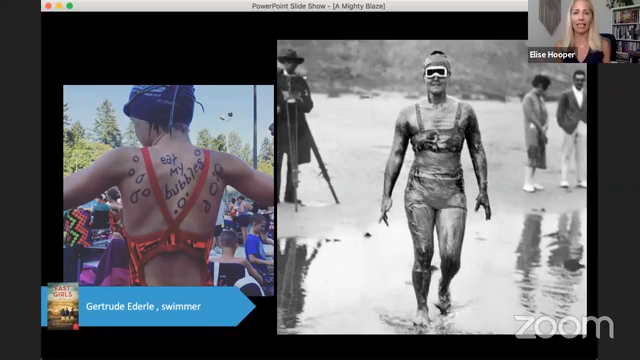 PowerPoint Slide Show - [A Mighty Blaze]
Elise Hooper
eat
my
bubbles
FAST
GIRLS
Gertrude Ederle , swimmer
zoom